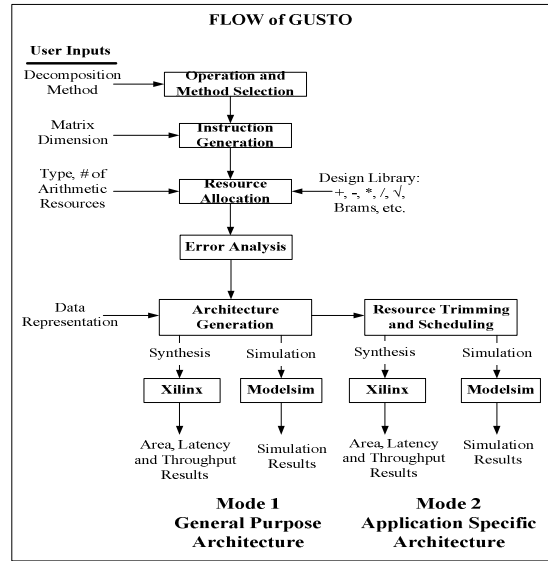 FLOW of GUSTO
User Inputs
Decomposition
Method
Operation and
Method Selection
Matrix
Dimension
Instruction
Generation
Type, # of
Arithmetic
Resources
Resource
Allocation
Design Library:
+, -, *, /, √,
Brams, etc.
Error Analysis
Data
Representation
Architecture
Generation
Resource Trimming
and Scheduling
Synthesis
Simulation
Synthesis
Simulation
Xilinx
Modelsim
Xilinx
Modelsim
Area, Latency
and Throughput
Results
Simulation
Results
Area, Latency
and Throughput
Results
Simulation
Results
Mode 1
General Purpose
Architecture
Mode 2
Application Specific
Architecture